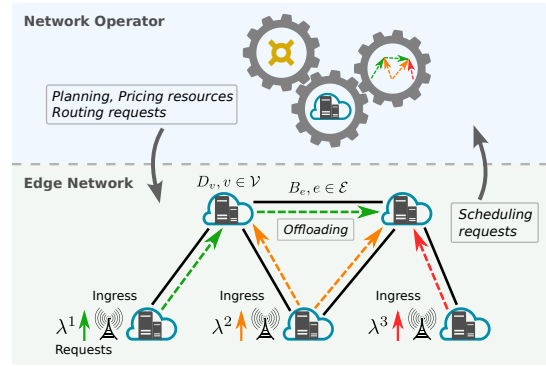 Network Operator
Planning, Pricing resources
Routing requests
Edge Network
D_v, v ∈ 𝒱
B_e, e ∈ ℰ
Offloading
Scheduling
requests
Ingress
Ingress
Ingress
λ^1
λ^2
λ^3
Requests